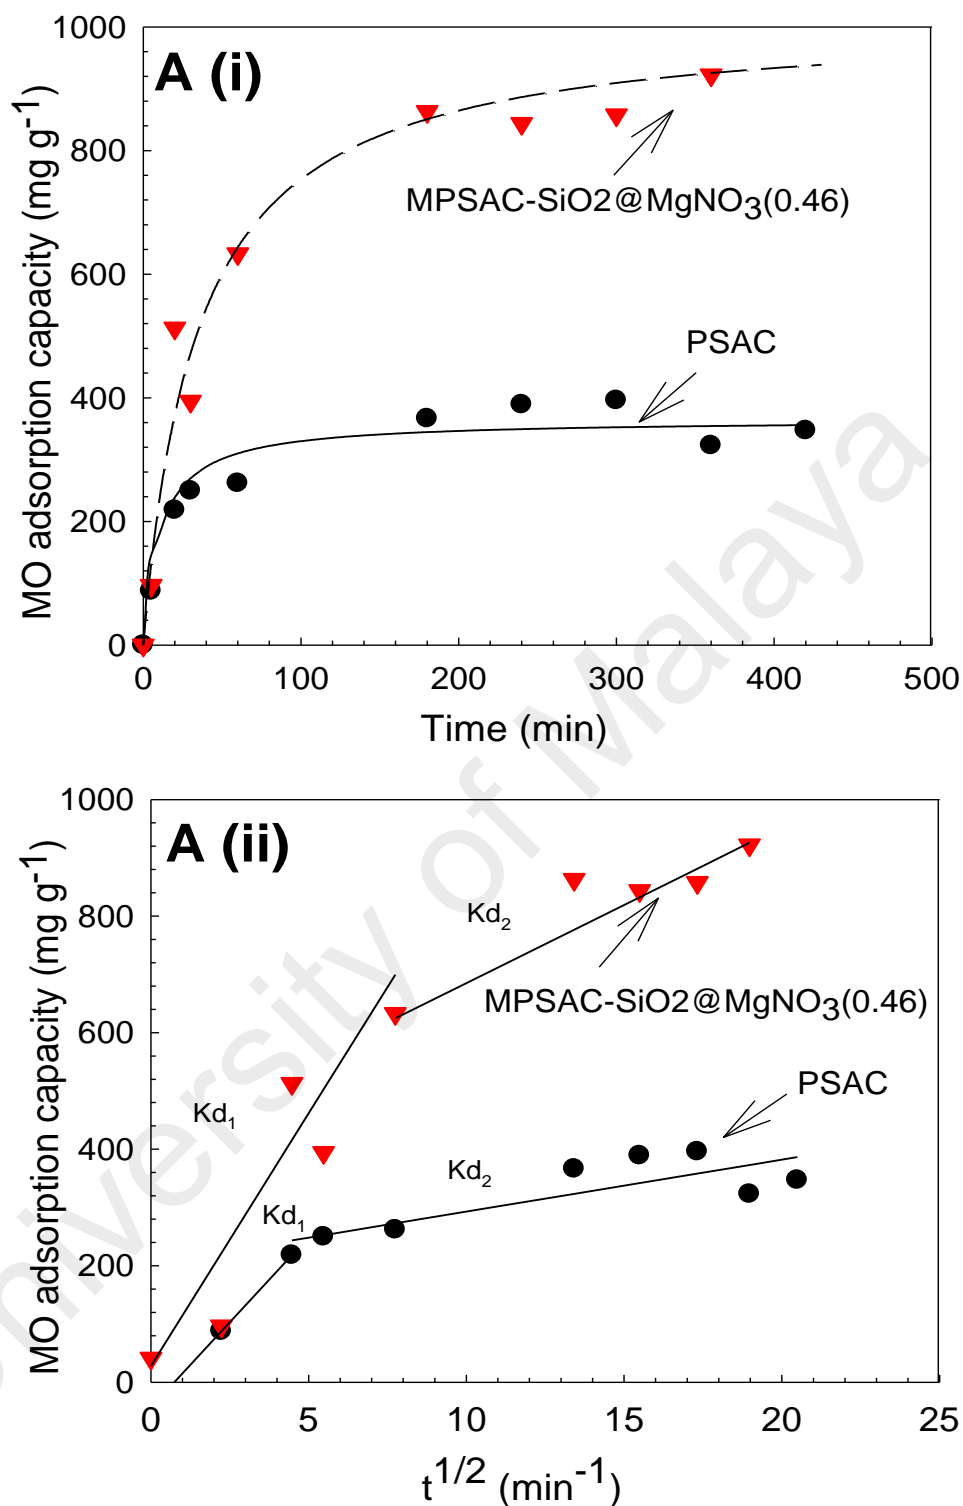 A (i)
MO adsorption capacity (mg g⁻¹)
1000
800
600
400
200
0
MPSAC-SiO2@MgNO₃(0.46)
PSAC
0 100 200 300 400 500
Time (min)
A (ii)
MO adsorption capacity (mg g⁻¹)
1000
800
600
400
200
0
Kd₂
MPSAC-SiO2@MgNO₃(0.46)
PSAC
Kd₁
Kd₂
Kd₁
0 5 10 15 20 25
t¹/² (min⁻¹)
University of Malaya